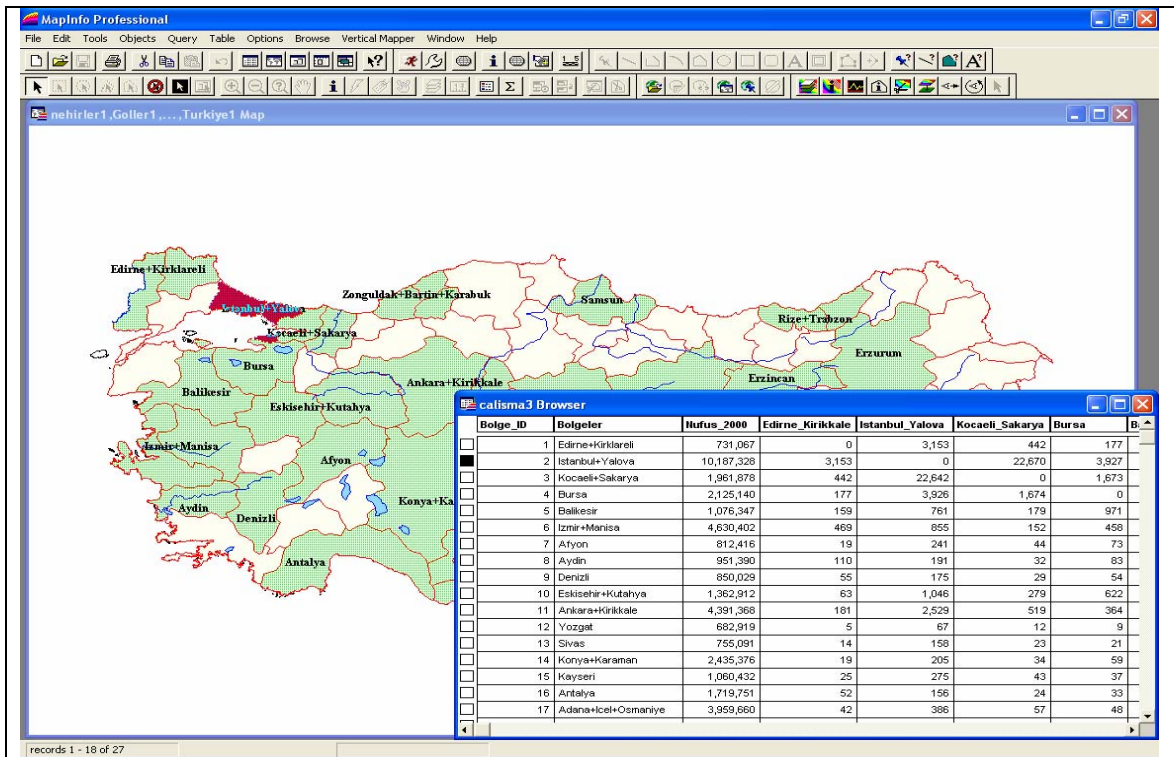 MapInfo Professional
File Edit Tools Objects Query Table Options Browse Vertical Mapper Window Help
nehirler1,Goller1,...,Turkiye1 Map
Edirne+Kirklareli
Istanbul+Yalova
Zonguldak+Bartin+Karabuk
Samsun
Rize+Trabzon
Kocaeli+Sakarya
Erzurum
Bursa
Erzincan
Ankara+Kirikkale
Balikesir
Eskisehir+Kutahya
Izmir+Manisa
Afyon
Konya+Ka
Aydin
Denizli
Antalya
calisma3 Browser
Bolge_ID Bolgeler Nufus_2000 Edirne_Kirikkale Istanbul_Yalova Kocaeli_Sakarya Bursa
1 Edirne+Kirklareli 731,067 0 3,153 442 177
2 Istanbul+Yalova 10,187,328 3,153 0 22,670 3,927
3 Kocaeli+Sakarya 1,961,878 442 22,642 0 1,673
4 Bursa 2,125,140 177 3,926 1,674 0
5 Balikesir 1,076,347 159 761 179 971
6 Izmir+Manisa 4,630,402 469 855 152 458
7 Afyon 812,416 19 241 44 73
8 Aydin 951,390 110 191 32 83
9 Denizli 850,029 55 175 29 54
10 Eskisehir+Kutahya 1,362,912 63 1,046 279 622
11 Ankara+Kirikkale 4,391,368 181 2,529 519 364
12 Yozgat 682,919 5 67 12 9
13 Sivas 755,091 14 158 23 21
14 Konya+Karaman 2,435,376 19 205 34 59
15 Kayseri 1,060,432 25 275 43 37
16 Antalya 1,719,751 52 156 24 33
17 Adana+Icel+Osmaniye 3,959,660 42 386 57 48
records 1 - 18 of 27